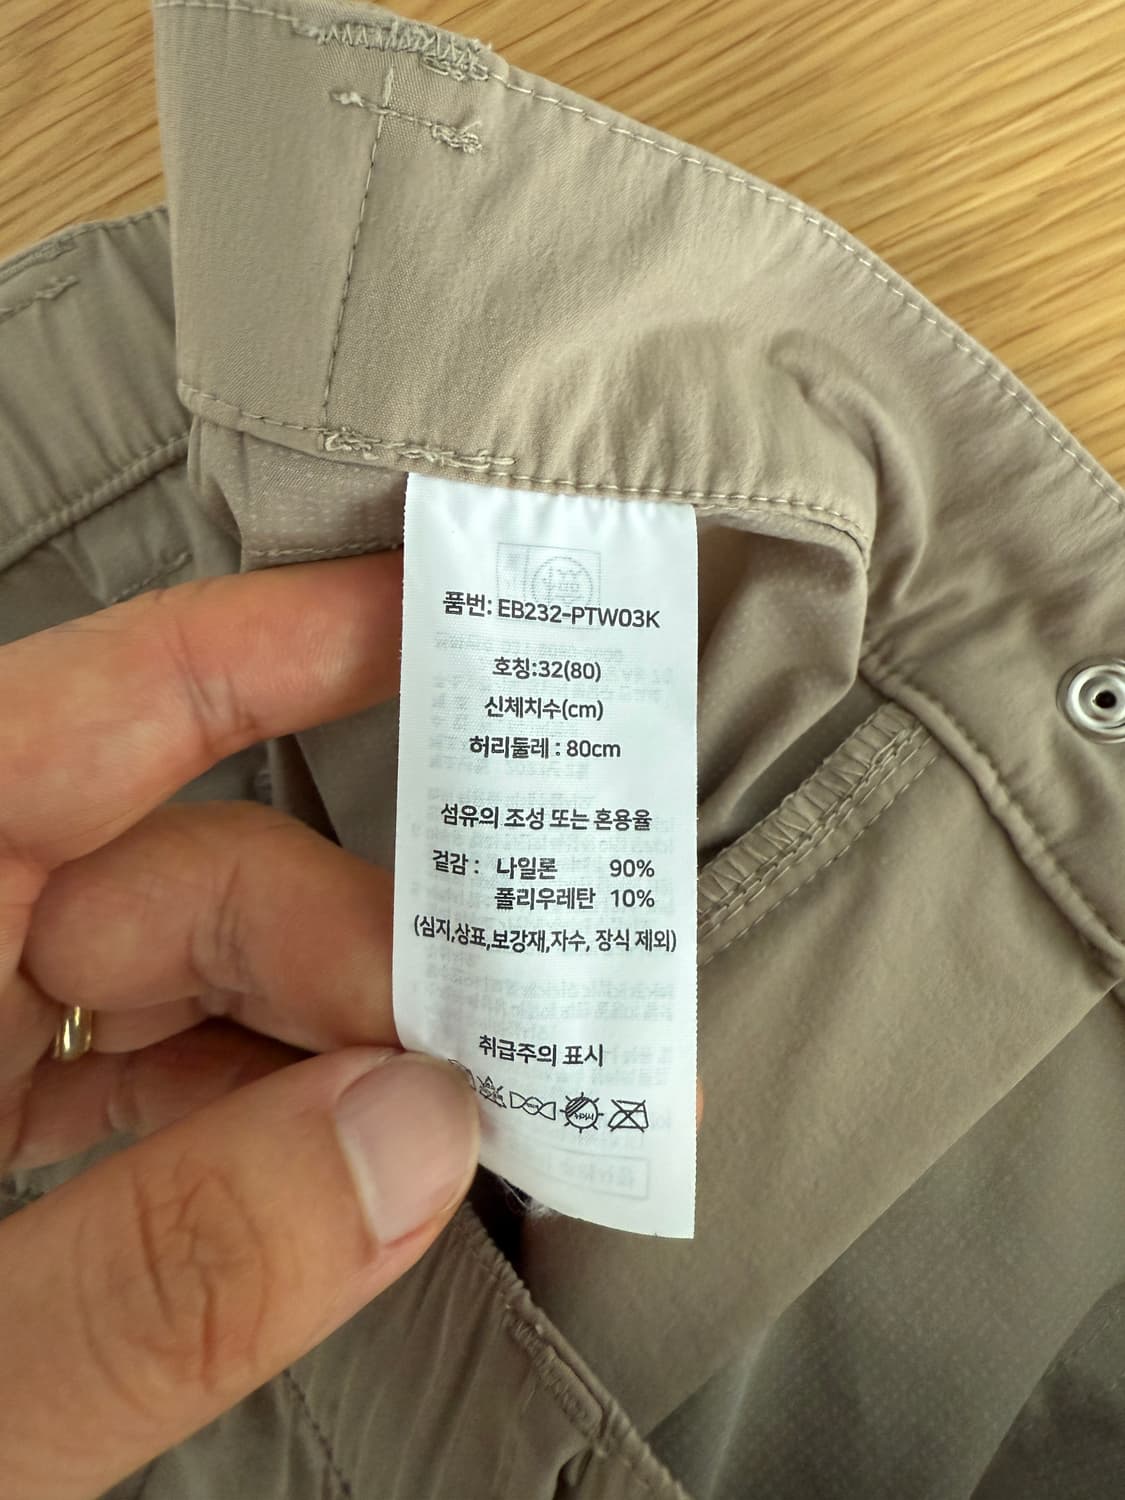 품번: EB232-PTW03K
호칭:32(80)
신체치수(cm)
허리둘레 : 80cm
섬유의 조성 또는 혼용율
겉감 : 나일론 90%
폴리우레탄 10%
(심지,상표,보강재,자수, 장식 제외)
취급주의 표시